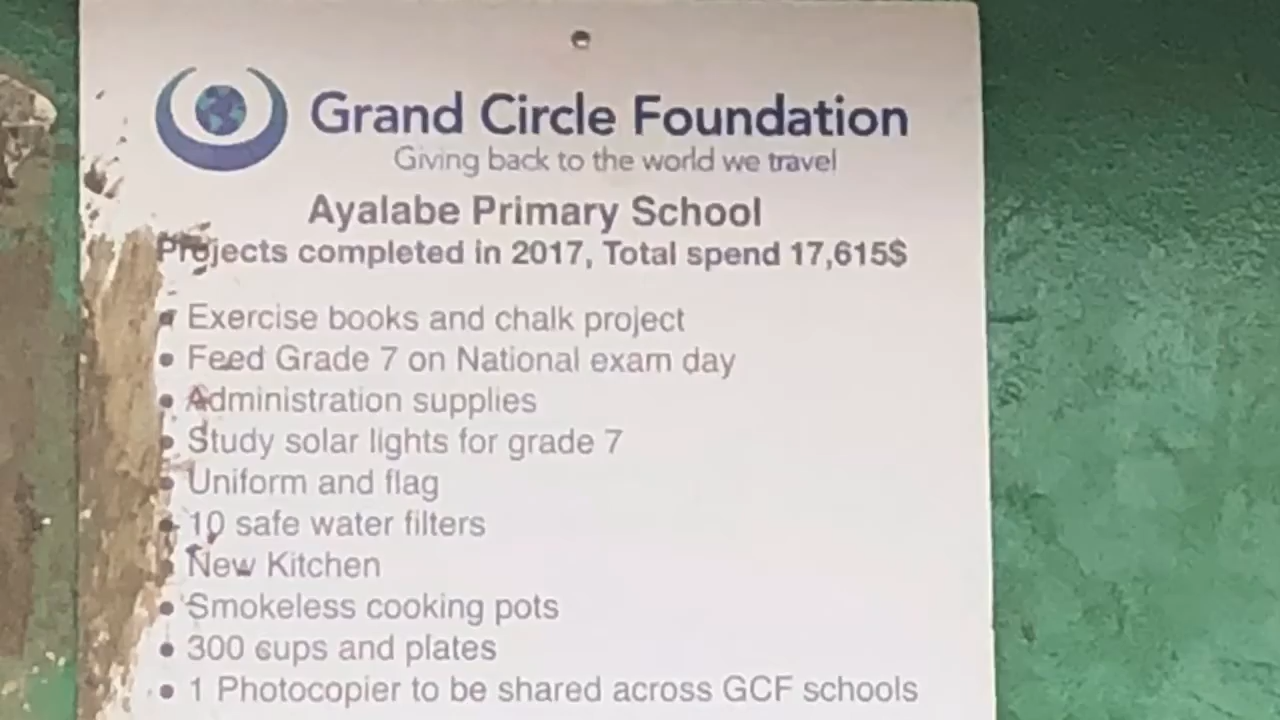 Grand Circle Foundation
Giving back to the world we travel
Ayalabe Primary School
Projects completed in 2017, Total spend 17,615$
• Exercise books and chalk project
• Feed Grade 7 on National exam day
• Administration supplies
• Study solar lights for grade 7
• Uniform and flag
• 10 safe water filters
• New Kitchen
• Smokeless cooking pots
• 300 cups and plates
• 1 Photocopier to be shared across GCF schools